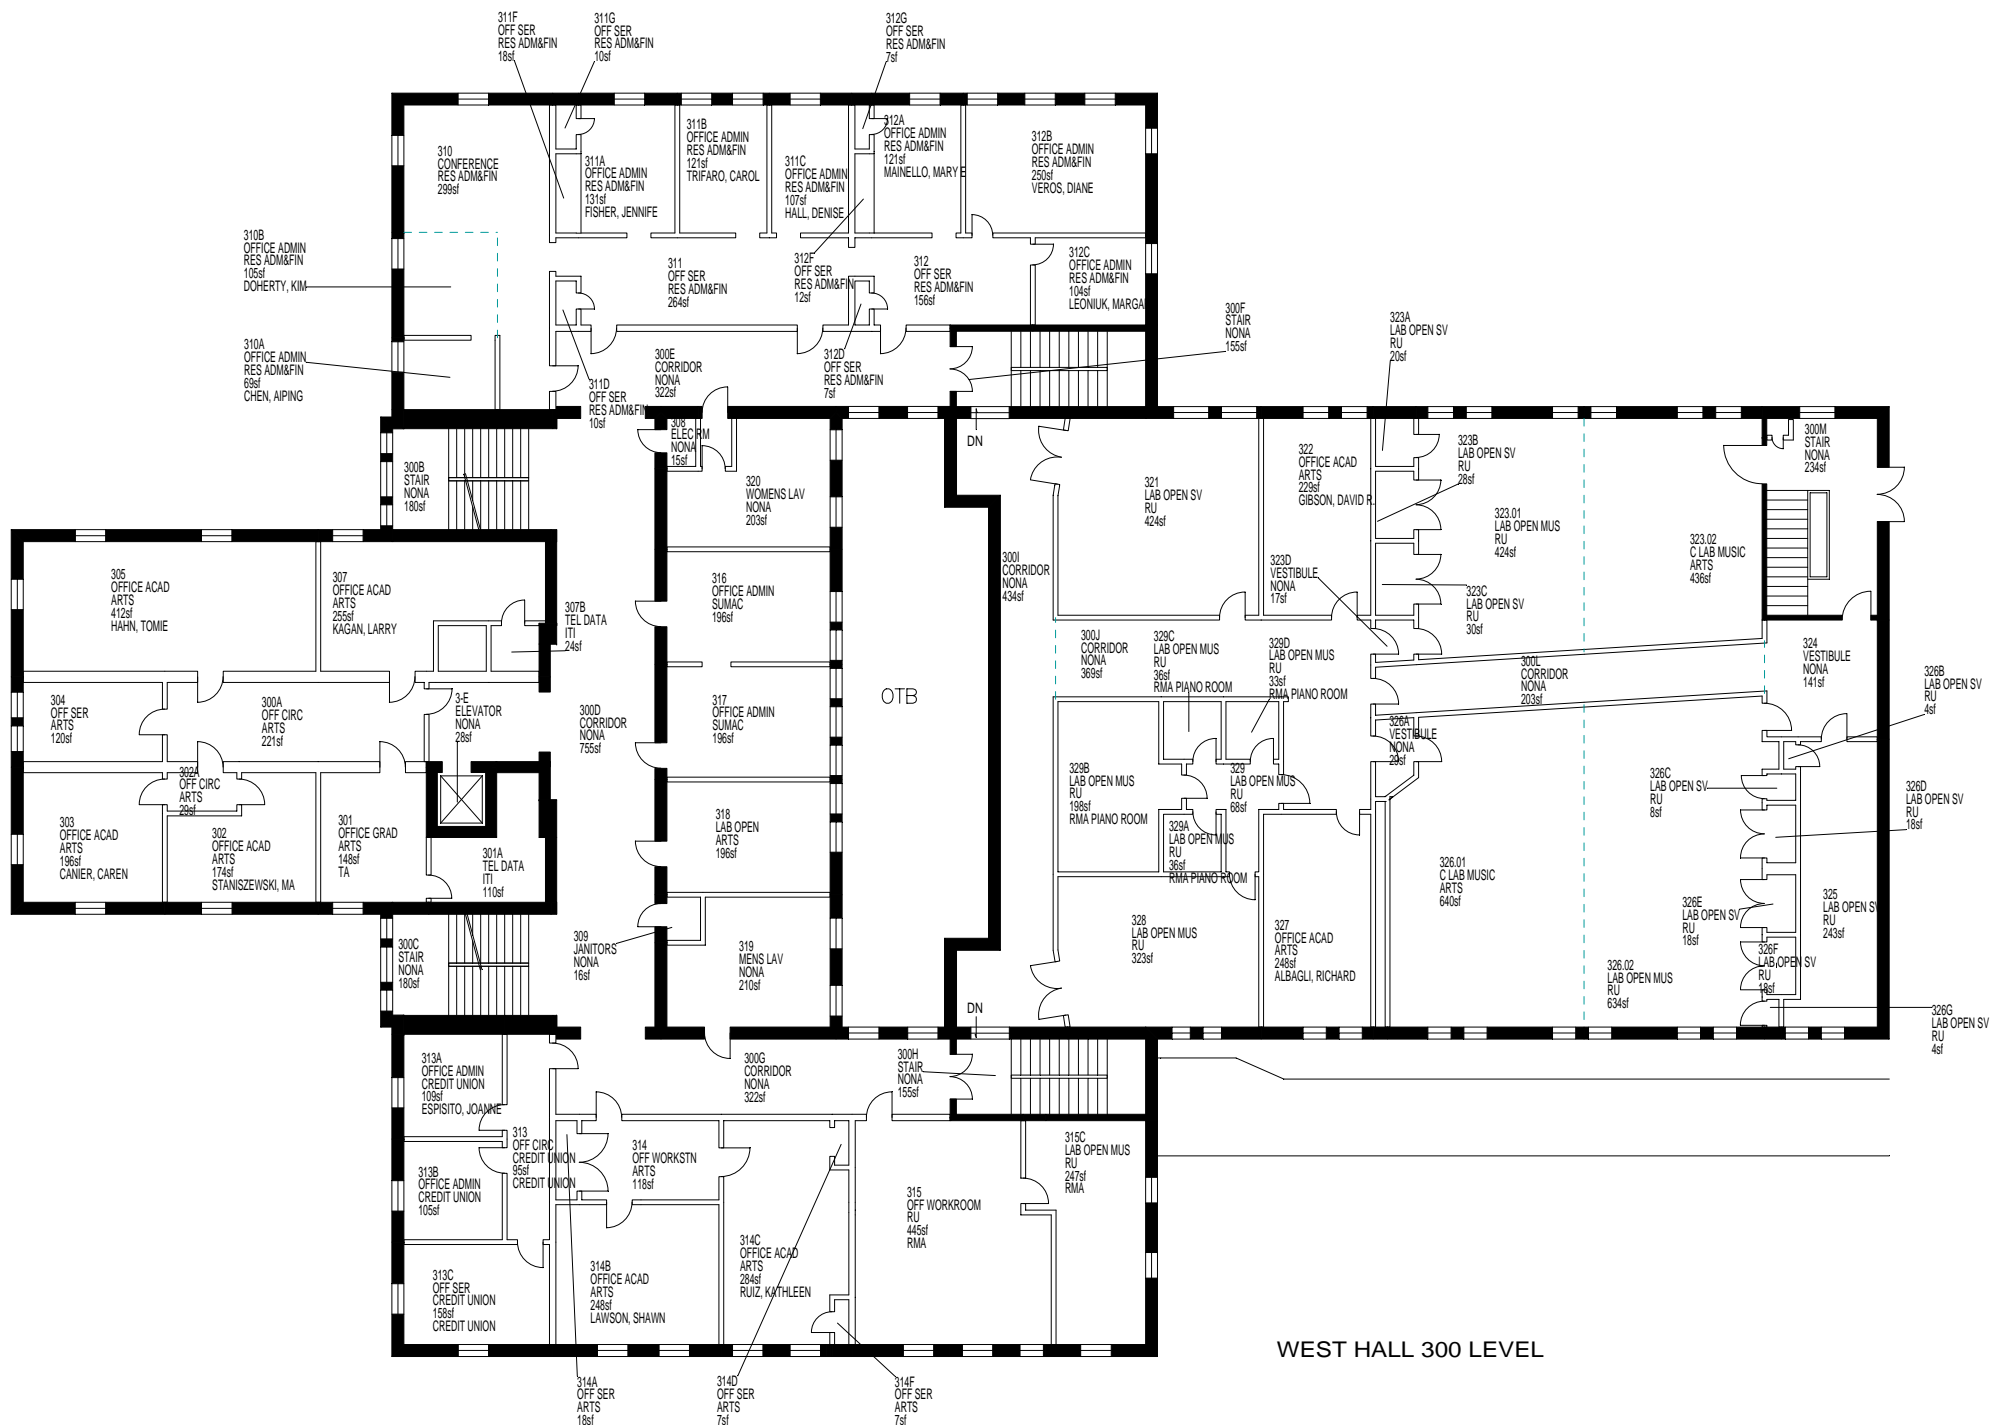 311F
OFF SER
RES ADM&FIN
18sf
311G
OFF SER
RES ADM&FIN
10sf
312G
OFF SER
RES ADM&FIN
7sf
310
CONFERENCE
RES ADM&FIN
299sf
311A
OFFICE ADMIN
RES ADM&FIN
131sf
FISHER, JENNIFE
311B
OFFICE ADMIN
RES ADM&FIN
121sf
TRIFARO, CAROL
311C
OFFICE ADMIN
RES ADM&FIN
107sf
HALL, DENISE
312A
OFFICE ADMIN
RES ADM&FIN
121sf
MAINELLO, MARY E
312B
OFFICE ADMIN
RES ADM&FIN
250sf
VEROS, DIANE
310B
OFFICE ADMIN
RES ADM&FIN
105sf
DOHERTY, KIM
311
OFF SER
RES ADM&FIN
264sf
312F
OFF SER
RES ADM&FIN
12sf
312
OFF SER
RES ADM&FIN
156sf
312C
OFFICE ADMIN
RES ADM&FIN
104sf
LEONIUK, MARGA
300F
STAIR
NONA
155sf
310A
OFFICE ADMIN
RES ADM&FIN
69sf
CHEN, AIPING
311D
OFF SER
RES ADM&FIN
10sf
300E
CORRIDOR
NONA
322sf
312D
OFF SER
RES ADM&FIN
7sf
323A
LAB OPEN SV
RU
20sf
300B
STAIR
NONA
180sf
308
ELEC RM
NONA
15sf
320
WOMENS LAV
NONA
203sf
DN
321
LAB OPEN SV
RU
424sf
322
OFFICE ACAD
ARTS
229sf
GIBSON, DAVID R.
323B
LAB OPEN SV
RU
28sf
323.01
LAB OPEN MUS
RU
424sf
323.02
C LAB MUSIC
ARTS
436sf
300M
STAIR
NONA
234sf
305
OFFICE ACAD
ARTS
412sf
HAHN, TOMIE
307
OFFICE ACAD
ARTS
255sf
KAGAN, LARRY
307B
TEL DATA
ITI
24sf
316
OFFICE ADMIN
SUMAC
196sf
300I
CORRIDOR
NONA
434sf
323D
VESTIBULE
NONA
17sf
323C
LAB OPEN SV
RU
30sf
304
OFF SER
ARTS
120sf
300A
OFF CIRC
ARTS
221sf
3-E
ELEVATOR
NONA
28sf
300D
CORRIDOR
NONA
755sf
317
OFFICE ADMIN
SUMAC
196sf
OTB
300J
CORRIDOR
NONA
369sf
329C
LAB OPEN MUS
RU
36sf
RMA PIANO ROOM
329D
LAB OPEN MUS
RU
33sf
RMA PIANO ROOM
300L
CORRIDOR
NONA
203sf
324
VESTIBULE
NONA
141sf
326B
LAB OPEN SV
RU
4sf
302A
OFF CIRC
ARTS
29sf
303
OFFICE ACAD
ARTS
196sf
CANIER, CAREN
302
OFFICE ACAD
ARTS
174sf
STANISZEWSKI, MA
301
OFFICE GRAD
ARTS
148sf
TA
301A
TEL DATA
ITI
110sf
318
LAB OPEN
ARTS
196sf
329B
LAB OPEN MUS
RU
198sf
RMA PIANO ROOM
329
LAB OPEN MUS
RU
68sf
329A
LAB OPEN MUS
RU
36sf
RMA PIANO ROOM
326A
VESTIBULE
NONA
29sf
326C
LAB OPEN SV
RU
8sf
326D
LAB OPEN SV
RU
18sf
326.01
C LAB MUSIC
ARTS
640sf
326E
LAB OPEN SV
RU
18sf
325
LAB OPEN SV
RU
243sf
300C
STAIR
NONA
180sf
309
JANITORS
NONA
16sf
319
MENS LAV
NONA
210sf
328
LAB OPEN MUS
RU
323sf
327
OFFICE ACAD
ARTS
248sf
ALBAGLI, RICHARD
326.02
LAB OPEN MUS
RU
634sf
326F
LAB OPEN SV
RU
18sf
326G
LAB OPEN SV
RU
4sf
DN
313A
OFFICE ADMIN
CREDIT UNION
109sf
ESPISITO, JOANNE
300G
CORRIDOR
NONA
322sf
300H
STAIR
NONA
155sf
313
OFF CIRC
CREDIT UNION
95sf
CREDIT UNION
313B
OFFICE ADMIN
CREDIT UNION
105sf
314
OFF WORKSTN
ARTS
118sf
315C
LAB OPEN MUS
RU
247sf
RMA
315
OFF WORKROOM
RU
445sf
RMA
313C
OFF SER
CREDIT UNION
158sf
CREDIT UNION
314B
OFFICE ACAD
ARTS
248sf
LAWSON, SHAWN
314C
OFFICE ACAD
ARTS
284sf
RUIZ, KATHLEEN
WEST HALL 300 LEVEL
314A
OFF SER
ARTS
18sf
314D
OFF SER
ARTS
7sf
314F
OFF SER
ARTS
7sf